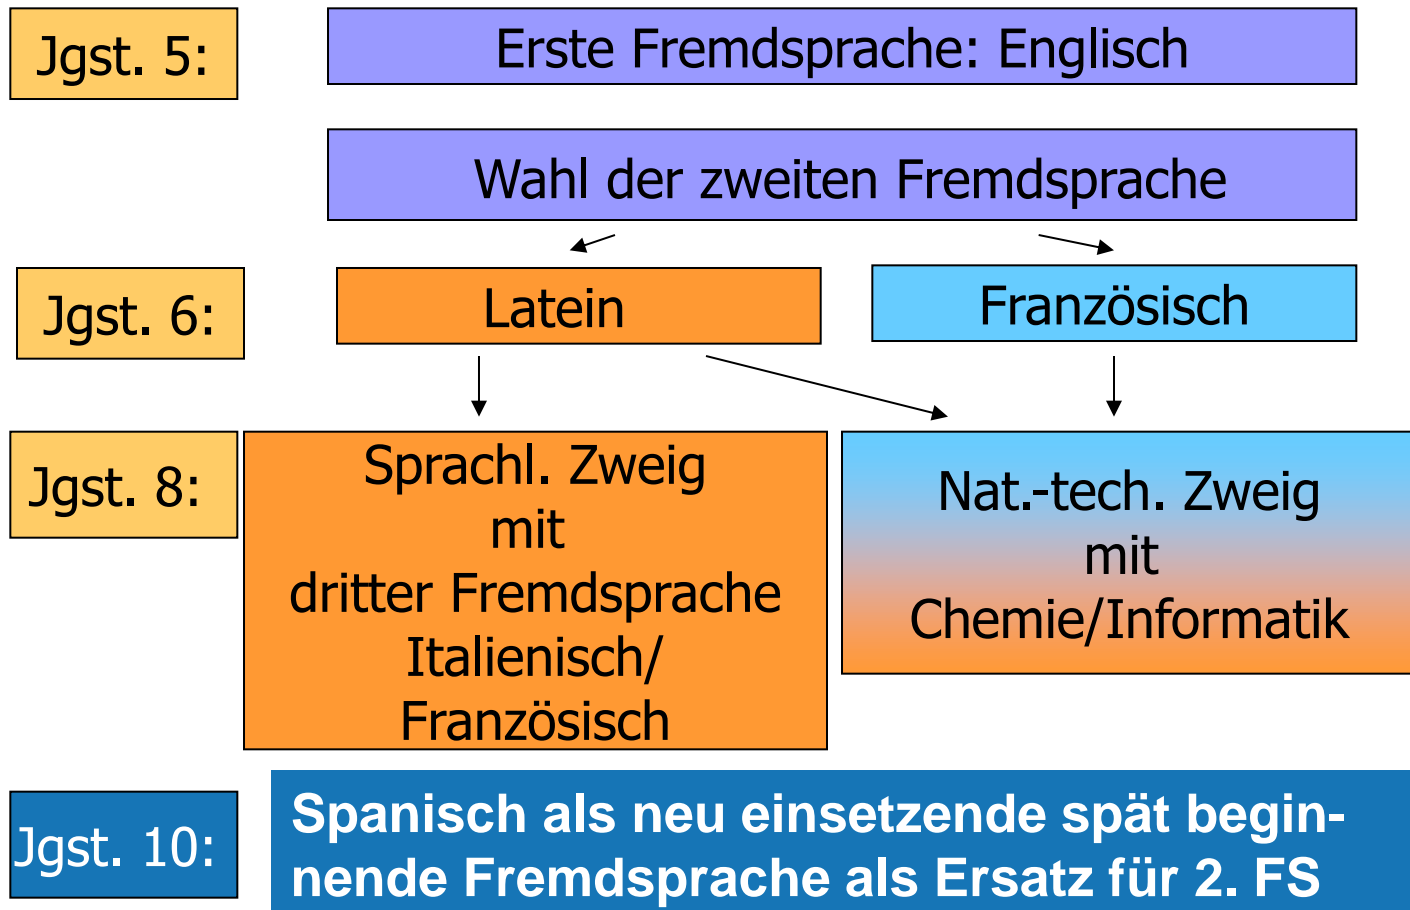 Jgst. 5:
Erste Fremdsprache: Englisch
Wahl der zweiten Fremdsprache
Jgst. 6:
Latein
Französisch
Jgst. 8:
Sprachl. Zweig
mit
dritter Fremdsprache
Italienisch/
Französisch
Nat.-tech. Zweig
mit
Chemie/Informatik
Jgst. 10:
Spanisch als neu einsetzende spät begin-
nende Fremdsprache als Ersatz für 2. FS